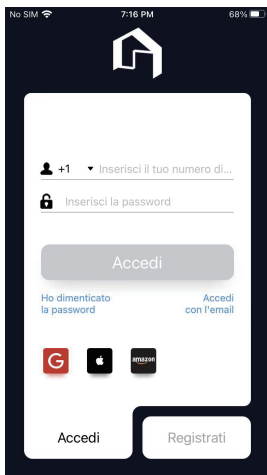 No SIM 7:16 PM 68%
+1 Inserisci il tuo numero di...
Inserisci la password
Accedi
Ho dimenticato
la password
Accedi
con l'email
G
amazon
Accedi
Registrati